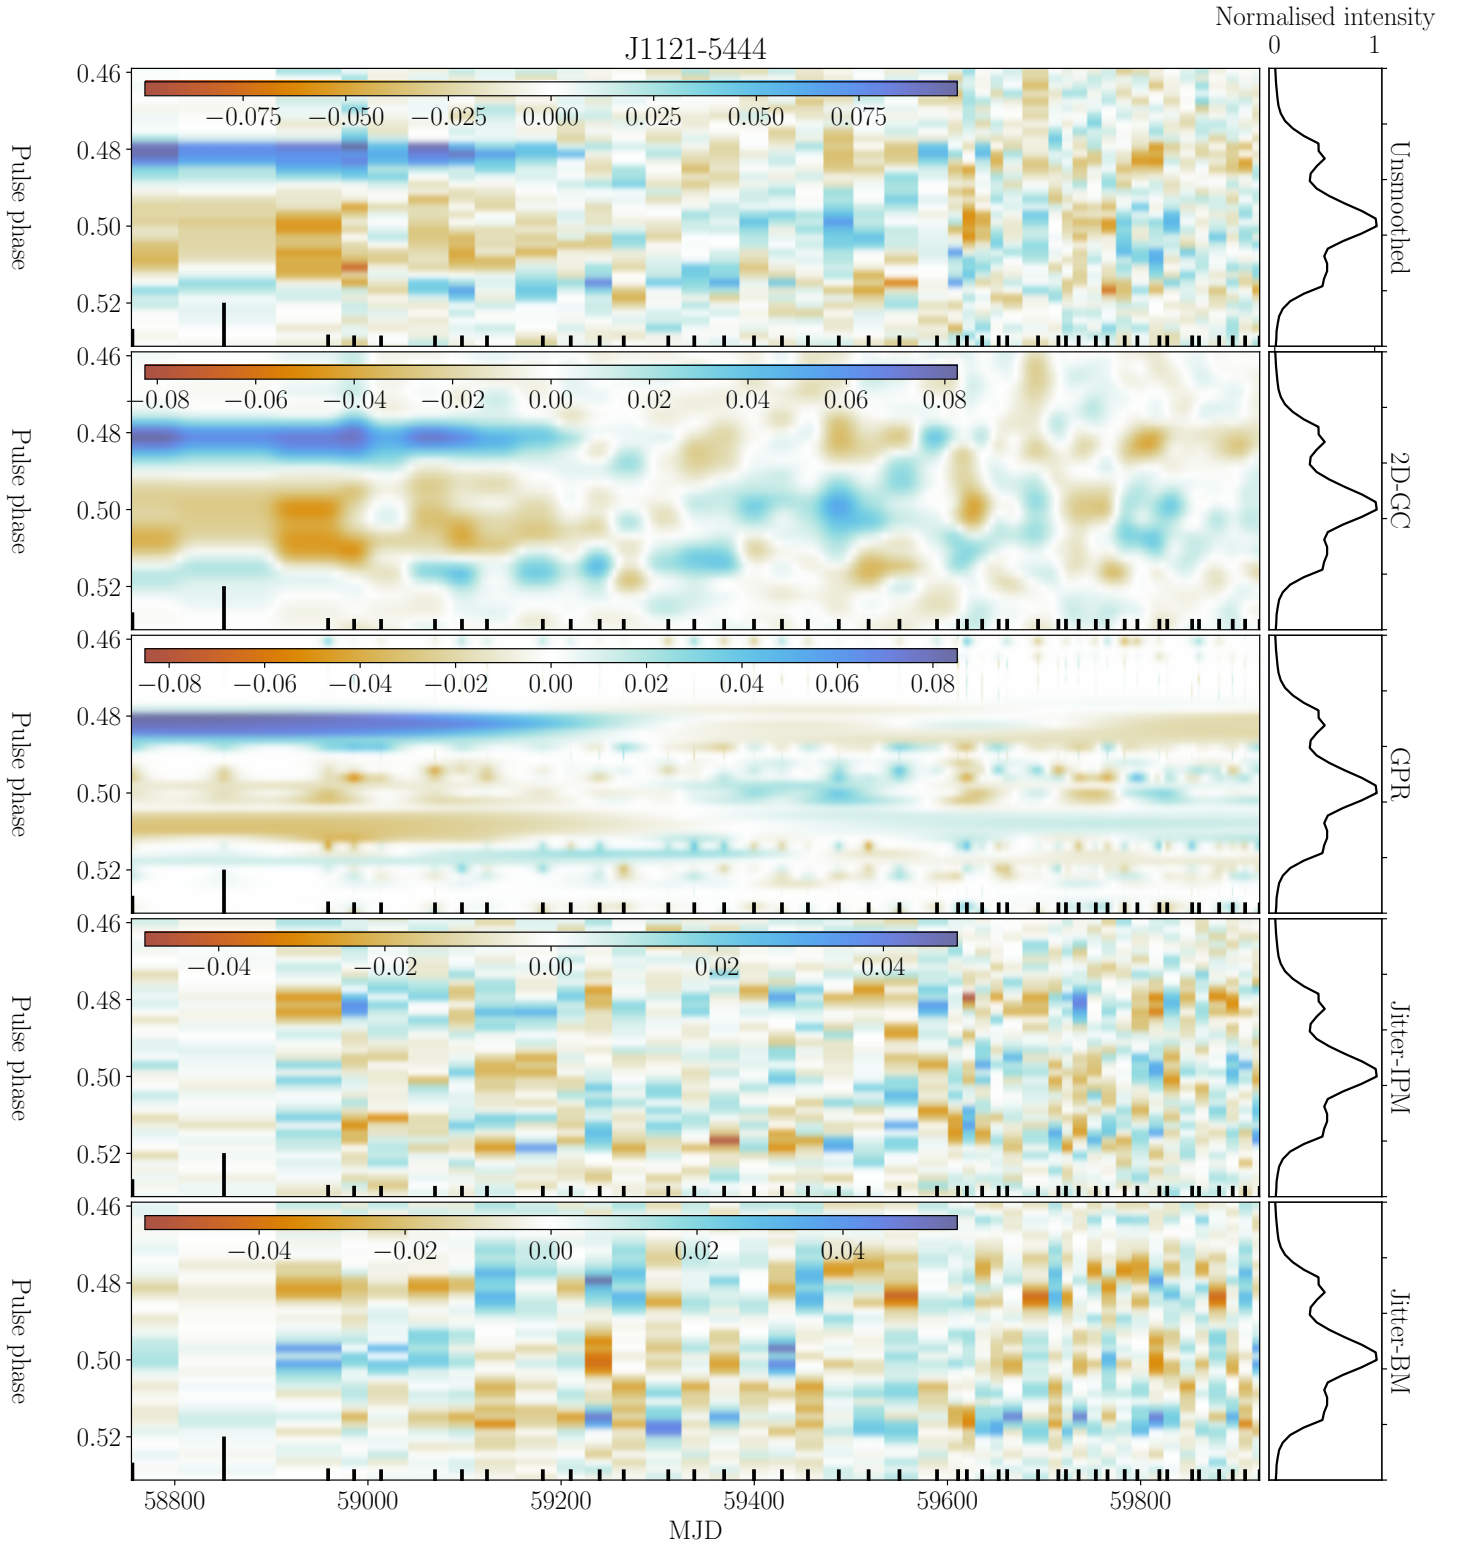 Normalised intensity
0 1
J1121-5444
0.46
0.48
0.50
0.52
Pulse phase
−0.075 −0.050 −0.025 0.000 0.025 0.050 0.075
Unsmoothed
0.46
0.48
0.50
0.52
Pulse phase
−0.08 −0.06 −0.04 −0.02 0.00 0.02 0.04 0.06 0.08
2D-GC
0.46
0.48
0.50
0.52
Pulse phase
−0.08 −0.06 −0.04 −0.02 0.00 0.02 0.04 0.06 0.08
GPR
0.46
0.48
0.50
0.52
Pulse phase
−0.04 −0.02 0.00 0.02 0.04
Jitter-IPM
0.46
0.48
0.50
0.52
Pulse phase
−0.04 −0.02 0.00 0.02 0.04
Jitter-BM
58800 59000 59200 59400 59600 59800
MJD